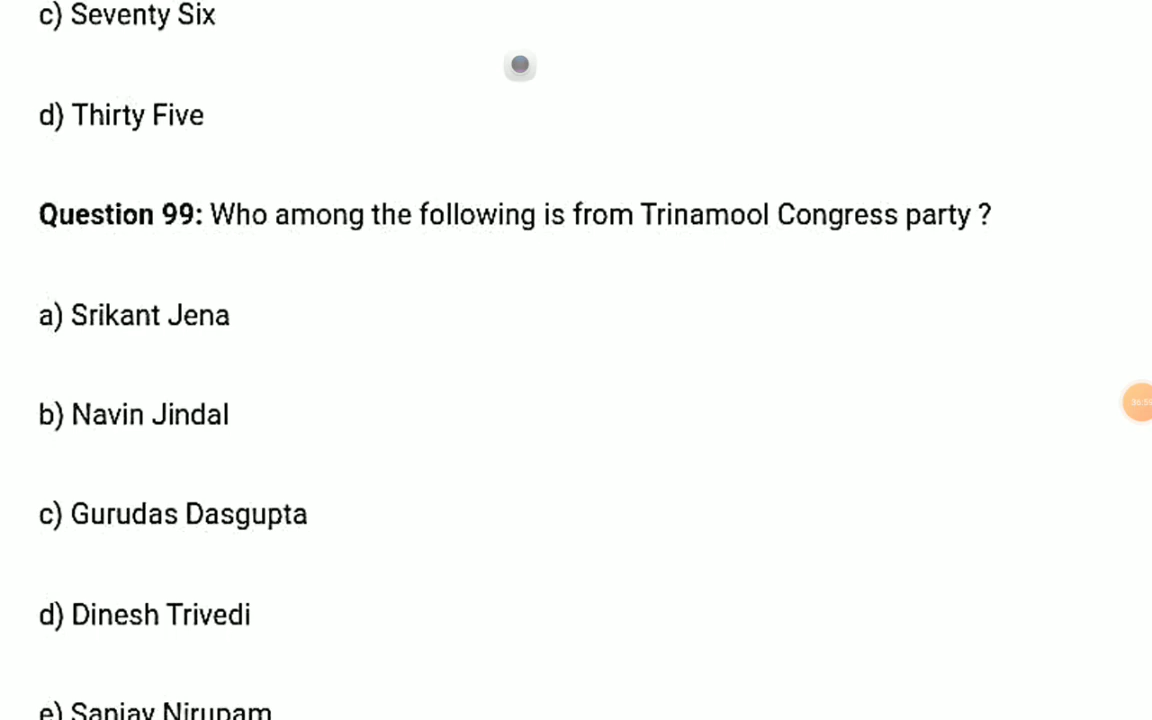 c) Seventy Six
d) Thirty Five
Question 99: Who among the following is from Trinamool Congress party ?
a) Srikant Jena
b) Navin Jindal
c) Gurudas Dasgupta
d) Dinesh Trivedi
e) Sanjay Nirupam